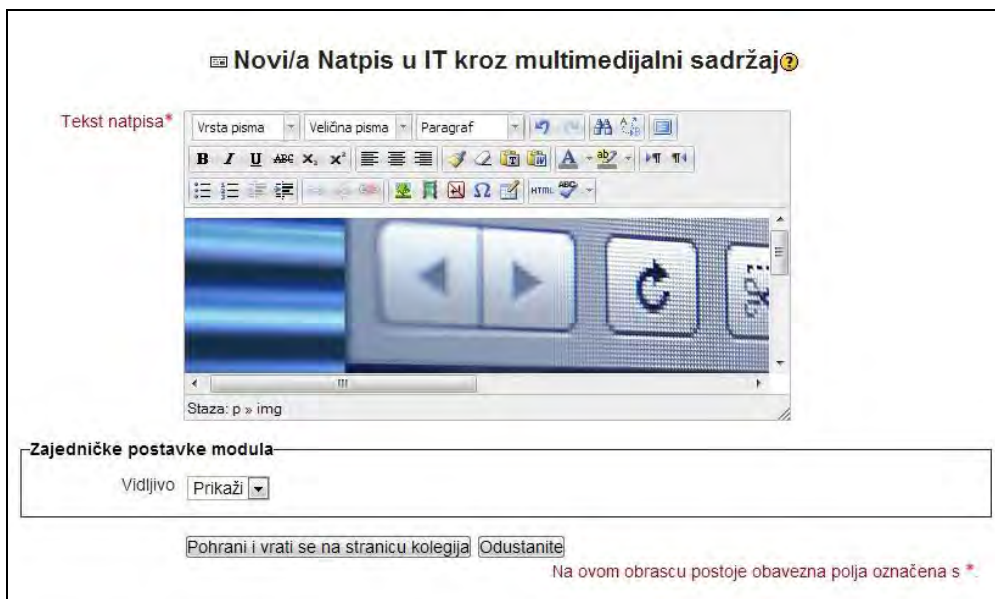 Novi/a Natpis u IT kroz multimedijalni sadržaj
Tekst natpisa*
Vrsta pisma Veličina pisma Paragraf
B I U ABC x₂ x²
HTML ABC
Staza: p » img
Zajedničke postavke modula
Vidljivo Prikaži
Pohrani i vrati se na stranicu kolegija Odustanite
Na ovom obrascu postoje obavezna polja označena s *.